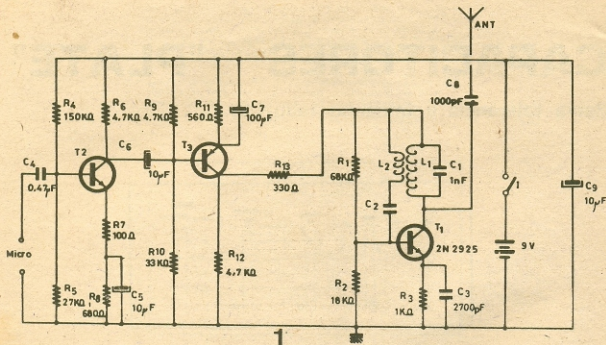 ANT
R4
150KΩ
R6
4.7KΩ
R9
4.7KΩ
R11
560Ω
C7
100µF
C8
1000pF
C4
0.47µF
T2
C6
10µF
T3
R13
330Ω
R1
68KΩ
L2
L1
C1
1nF
C2
T1
2N 2925
I
9V
C9
10µF
Micro
R7
100Ω
R5
27KΩ
R8
680Ω
C5
10µF
R10
33KΩ
R12
4,7KΩ
R2
18KΩ
R3
1KΩ
C3
2700pF
1